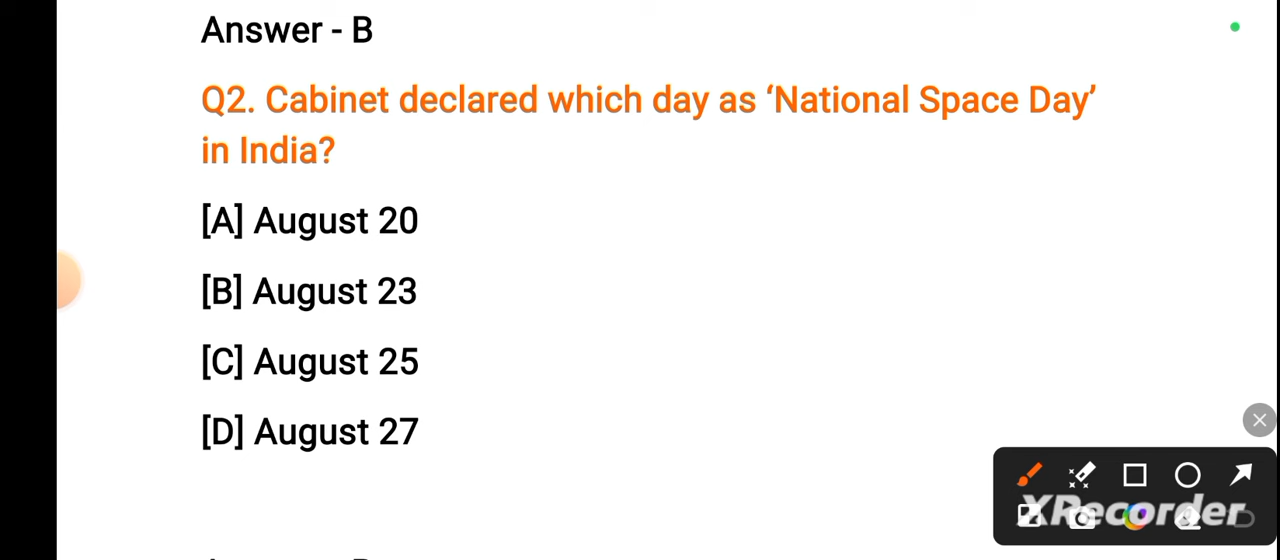 Answer - B
Q2. Cabinet declared which day as ‘National Space Day’
in India?
[A] August 20
[B] August 23
[C] August 25
[D] August 27
XRecorder